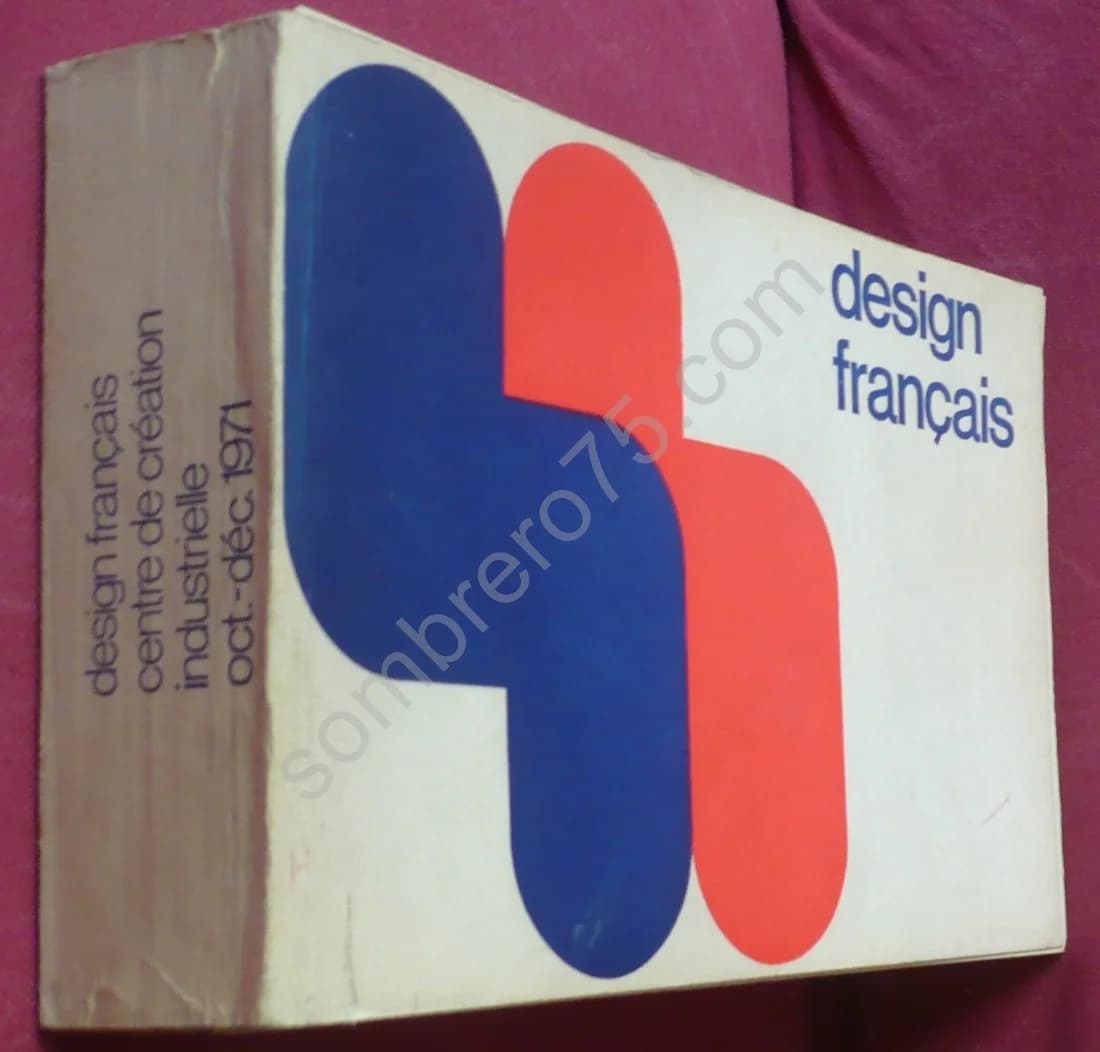 design français
centre de création
industrielle
oct.-déc. 1971
design
français
sombrero75.com